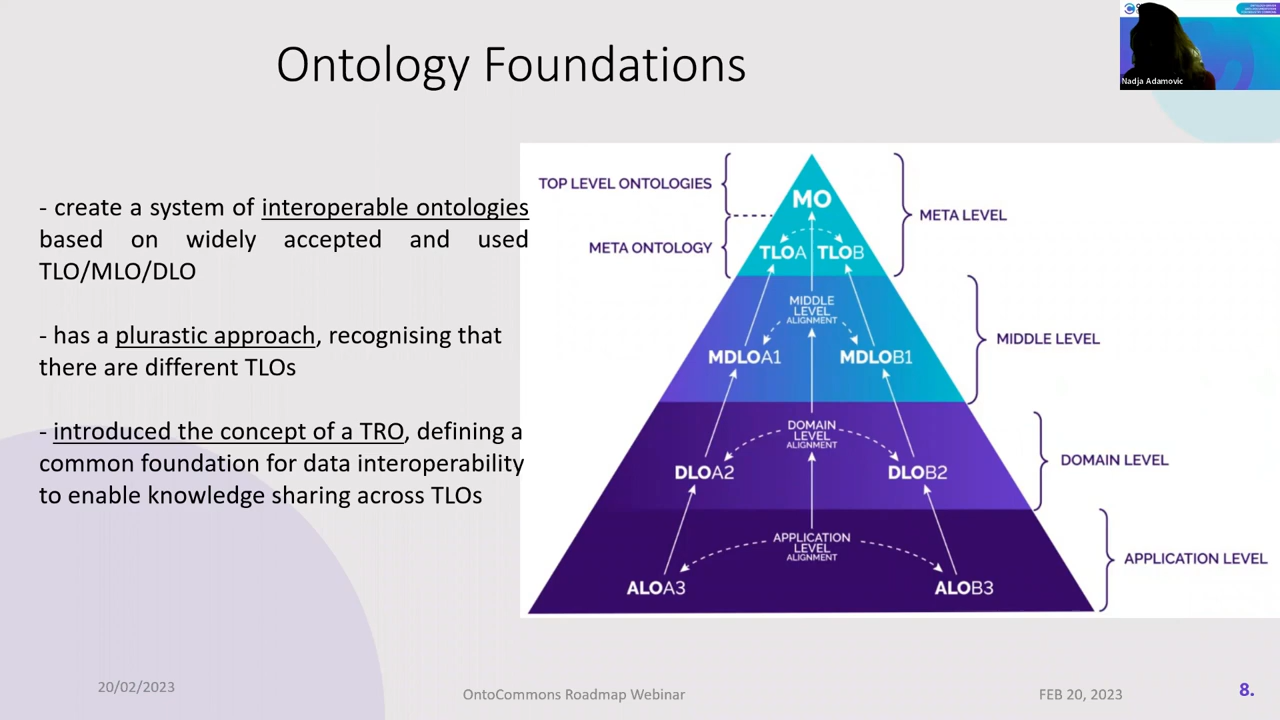 Ontology Foundations
Nadja Adamovic
- create a system of interoperable ontologies
based on widely accepted and used
TLO/MLO/DLO
- has a plurastic approach, recognising that
there are different TLOs
- introduced the concept of a TRO, defining a
common foundation for data interoperability
to enable knowledge sharing across TLOs
TOP LEVEL ONTOLOGIES
META ONTOLOGY
MO
TLOA TLOB
META LEVEL
MIDDLE
LEVEL
ALIGNMENT
MDLOA1 MDLOB1
MIDDLE LEVEL
DOMAIN
LEVEL
ALIGNMENT
DLOA2 DLOB2
DOMAIN LEVEL
APPLICATION
LEVEL
ALIGNMENT
ALOA3 ALOB3
APPLICATION LEVEL
20/02/2023
OntoCommons Roadmap Webinar
FEB 20, 2023
8.